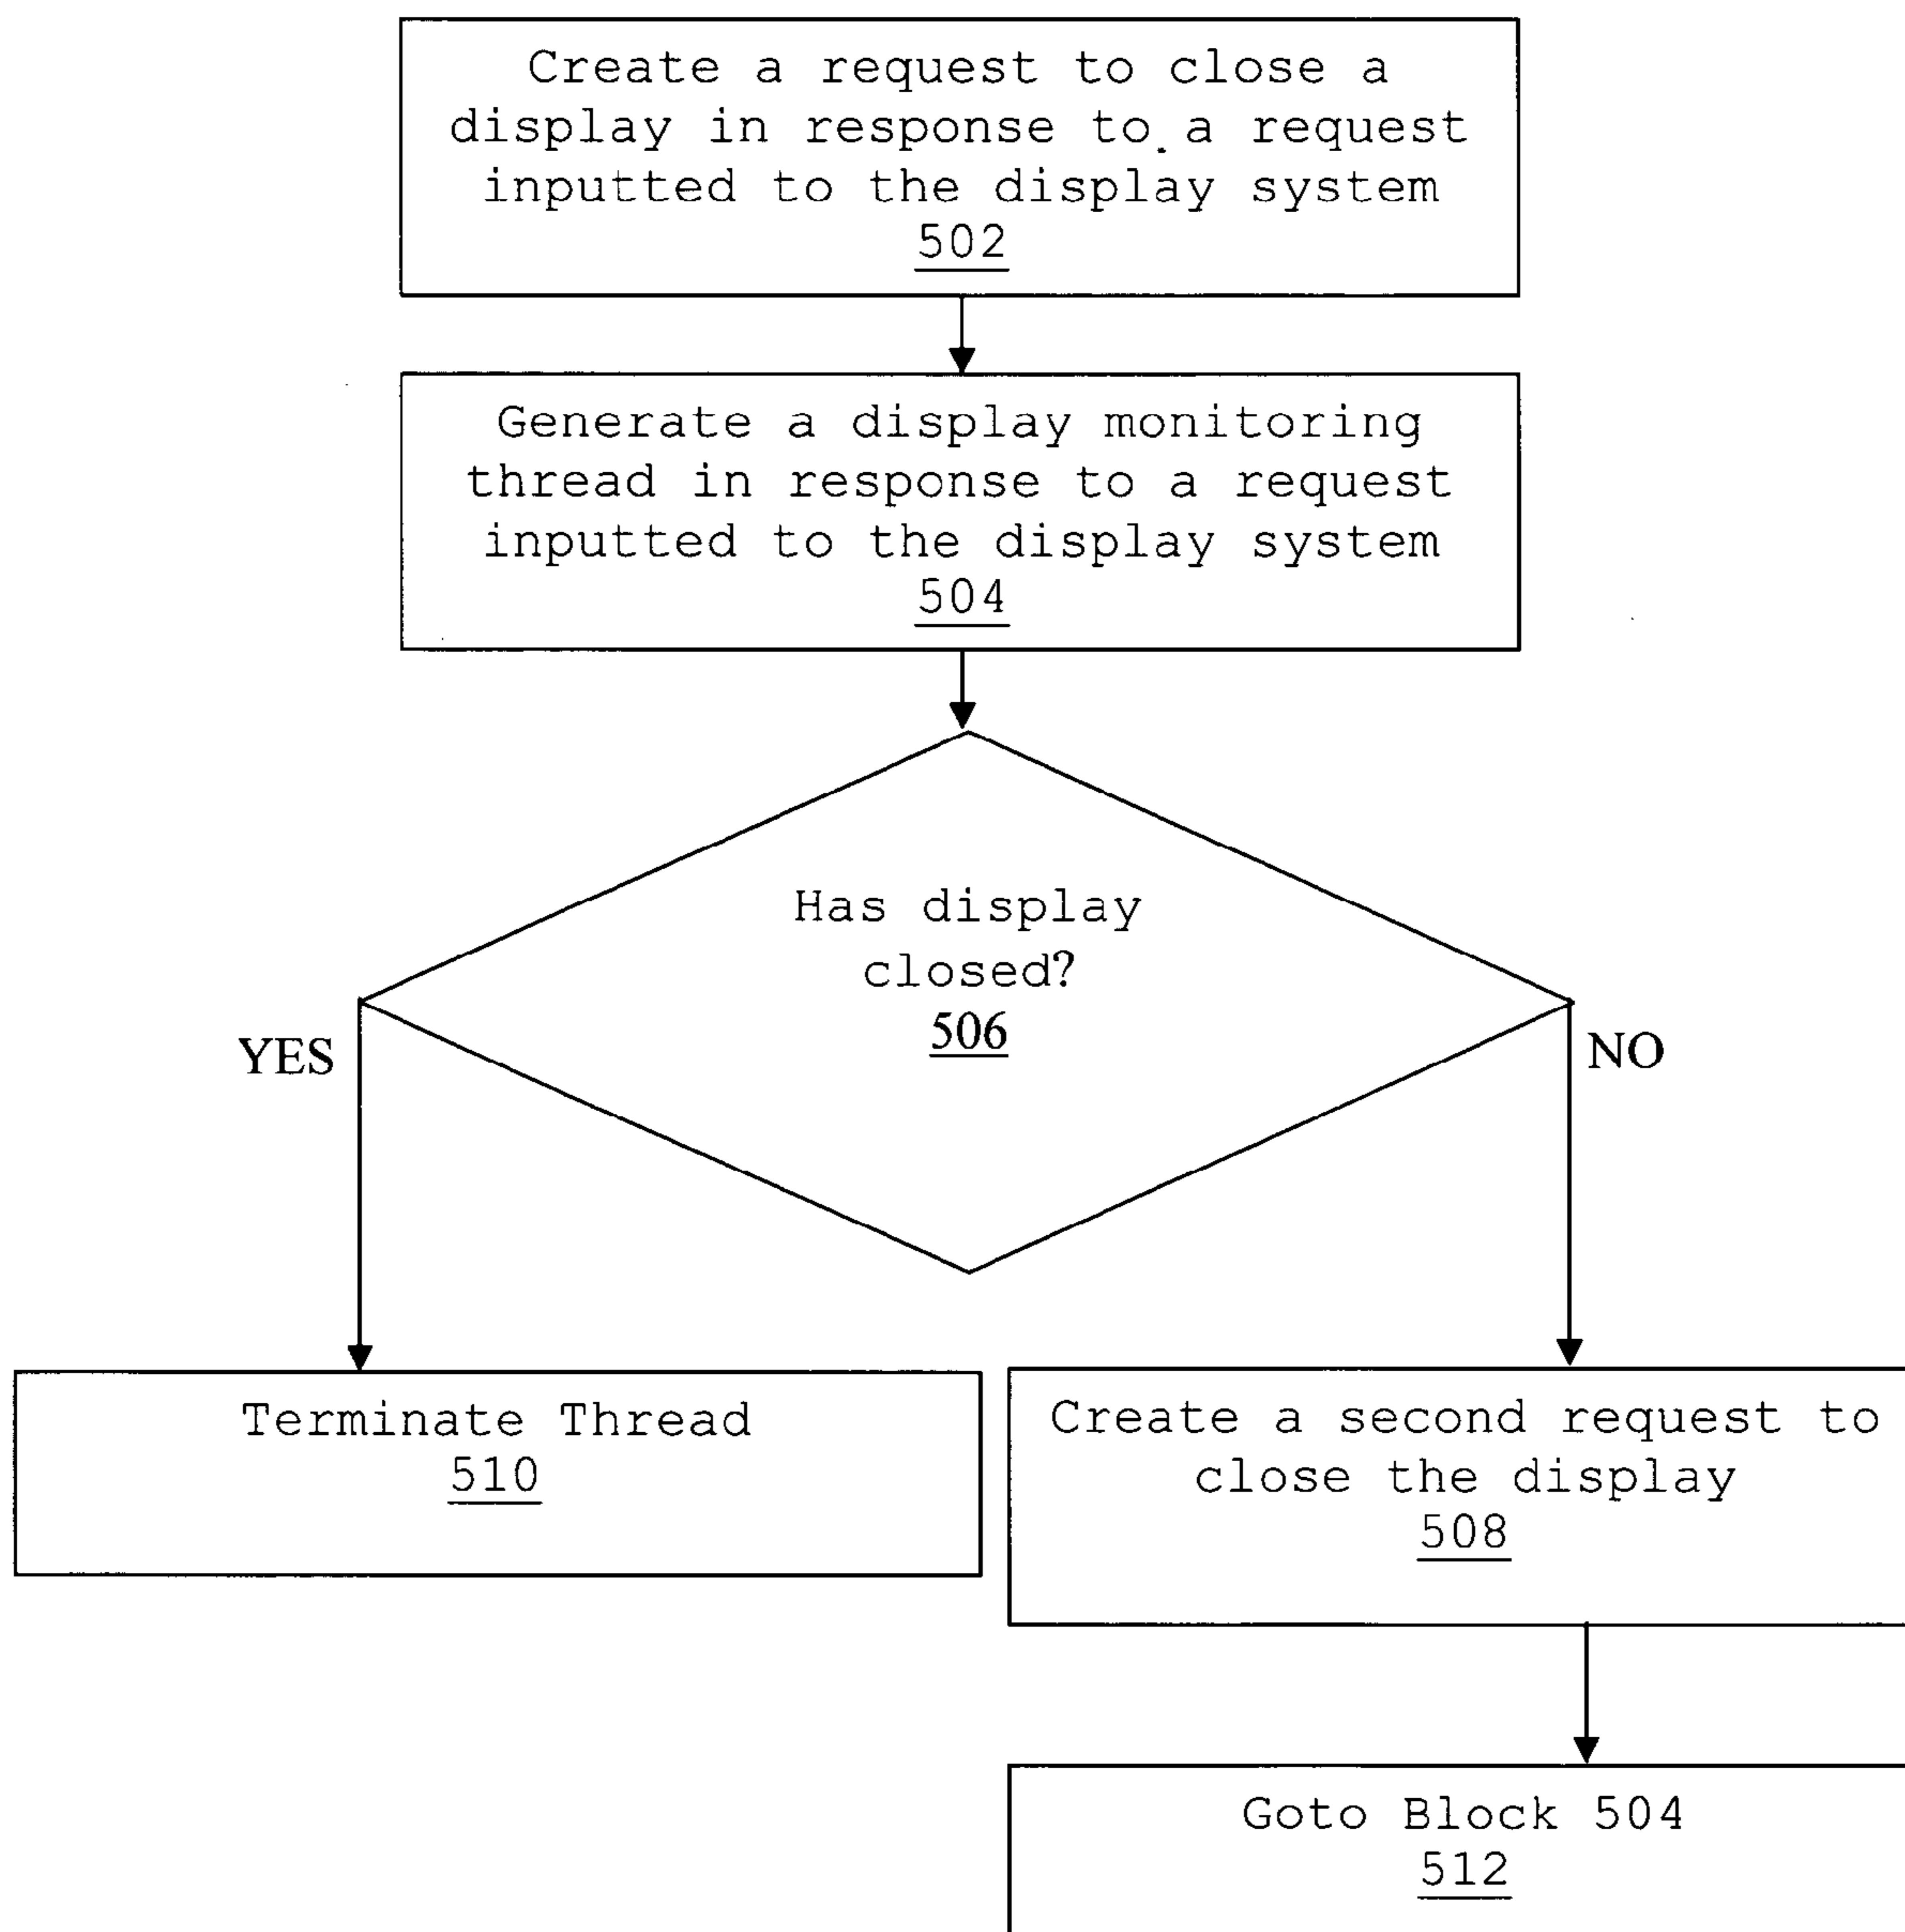 Create a request to close a
display in response to a request
inputted to the display system
502
Generate a display monitoring
thread in response to a request
inputted to the display system
504
Has display
closed?
506
YES
NO
Terminate Thread
510
Create a second request to
close the display
508
Goto Block 504
512